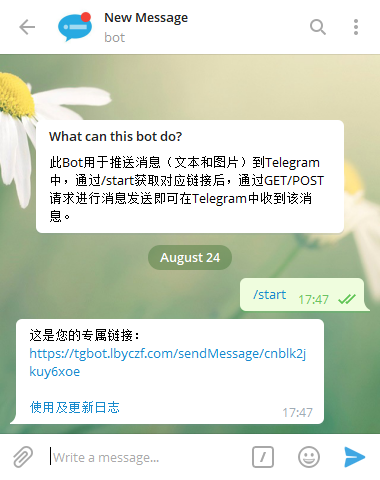 New Message
bot
What can this bot do?
此Bot用于推送消息（文本和图片）到Telegram
中，通过/start获取对应链接后，通过GET/POST
请求进行消息发送即可在Telegram中收到该消
息。
August 24
/start 17:47
这是您的专属链接：
https://tgbot.lbyczf.com/sendMessage/cnblk2j
kuy6xoe
使用及更新日志
17:47
Write a message...